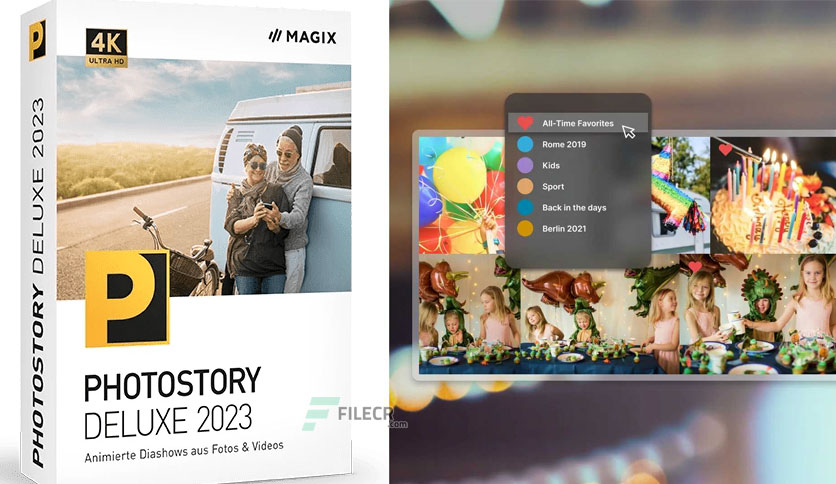 P
4K
ULTRA HD
MAGIX
PHOTOSTORY DELUXE 2023
P
PHOTOSTORY
DELUXE 2023
Animierte Diashows aus Fotos & Videos
FILECR
.com
All-Time Favorites
Rome 2019
Kids
Sport
Back in the days
Berlin 2021